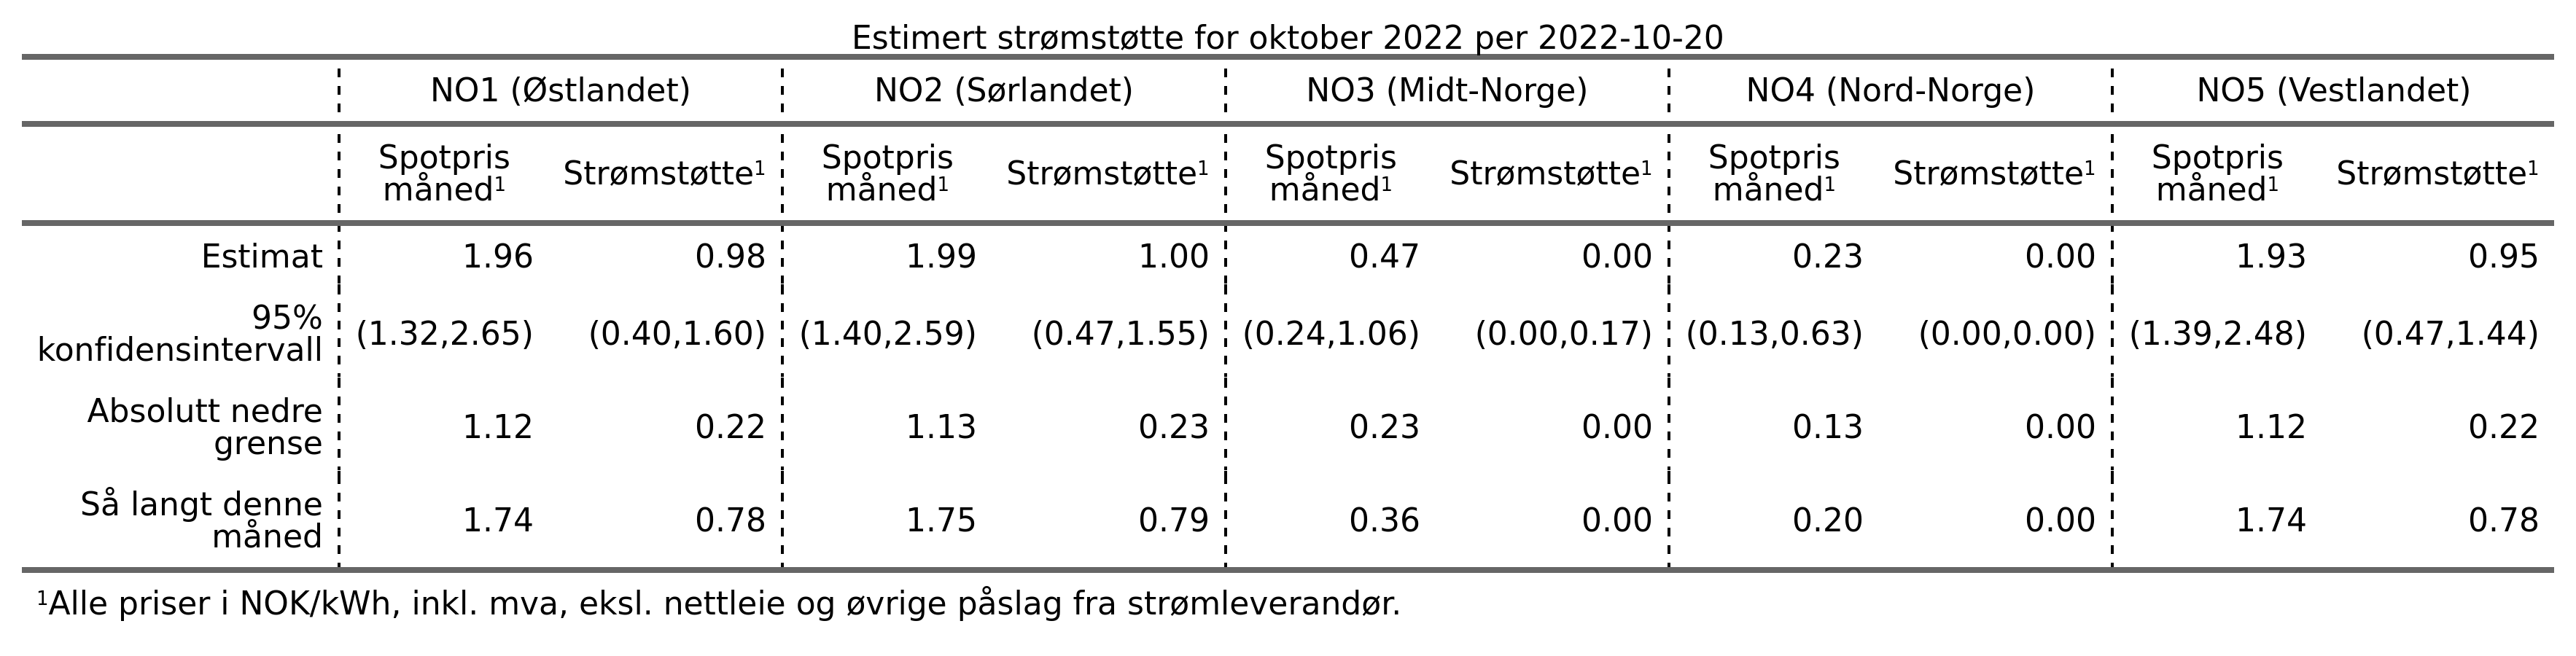 Estimert strømstøtte for oktober 2022 per 2022-10-20
NO1 (Østlandet) NO2 (Sørlandet) NO3 (Midt-Norge) NO4 (Nord-Norge) NO5 (Vestlandet)
Spotpris Spotpris Spotpris Spotpris Spotpris
måned¹ Strømstøtte¹ måned¹ Strømstøtte¹ måned¹ Strømstøtte¹ måned¹ Strømstøtte¹ måned¹ Strømstøtte¹
Estimat 1.96 0.98 1.99 1.00 0.47 0.00 0.23 0.00 1.93 0.95
95%
konfidensintervall (1.32,2.65) (0.40,1.60) (1.40,2.59) (0.47,1.55) (0.24,1.06) (0.00,0.17) (0.13,0.63) (0.00,0.00) (1.39,2.48) (0.47,1.44)
Absolutt nedre
grense 1.12 0.22 1.13 0.23 0.23 0.00 0.13 0.00 1.12 0.22
Så langt denne
måned 1.74 0.78 1.75 0.79 0.36 0.00 0.20 0.00 1.74 0.78
¹Alle priser i NOK/kWh, inkl. mva, eksl. nettleie og øvrige påslag fra strømleverandør.